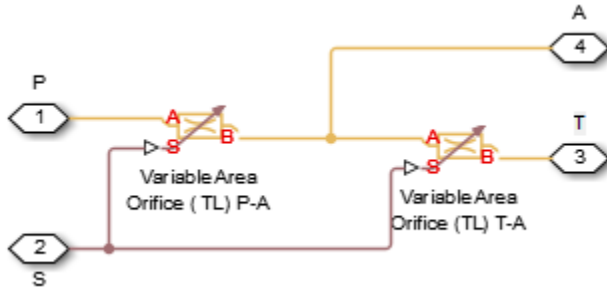 A
4
P
T
1
A
B
S
A
B
S
3
Variable Area
Orifice ( TL) P-A
Variable Area
Orifice (TL) T-A
2
S